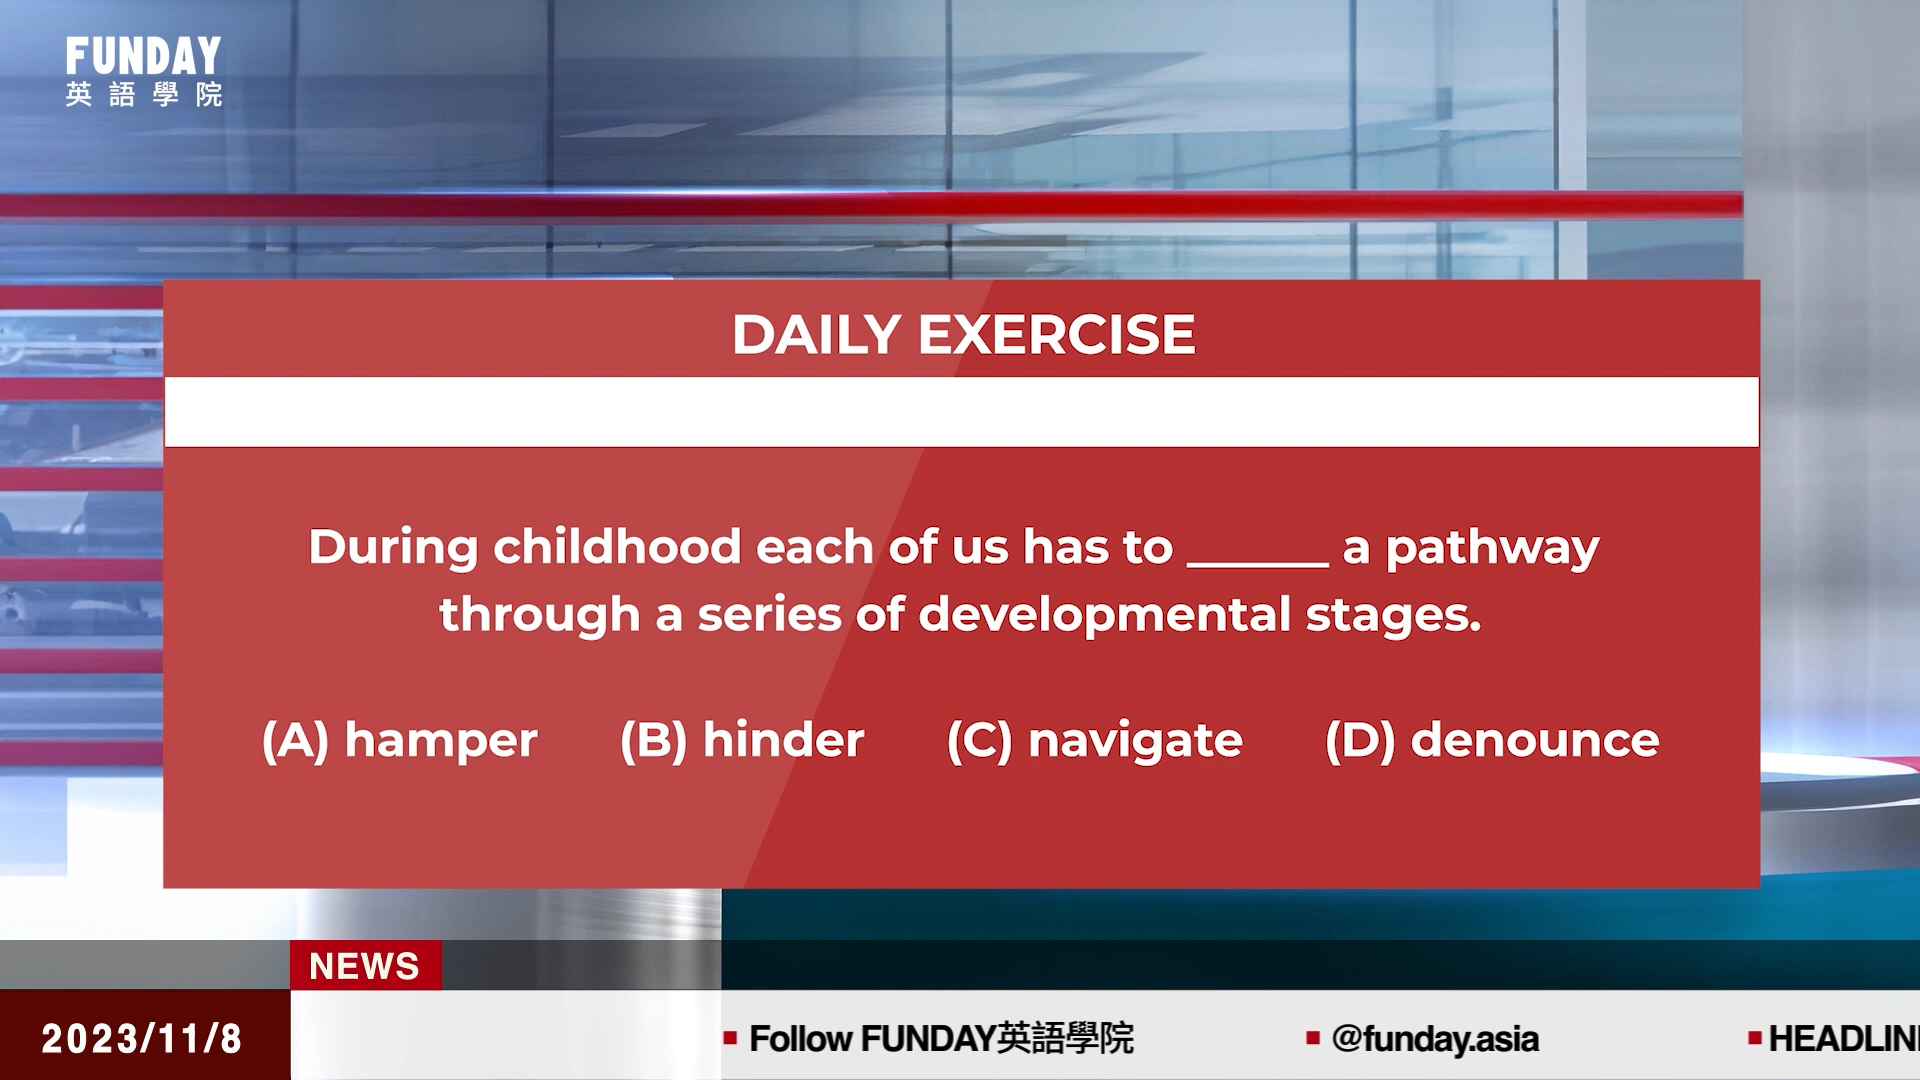 FUNDAY
英語學院
DAILY EXERCISE
During childhood each of us has to ______ a pathway
through a series of developmental stages.
(A) hamper (B) hinder (C) navigate (D) denounce
NEWS
2023/11/8
Follow FUNDAY英語學院 @funday.asia